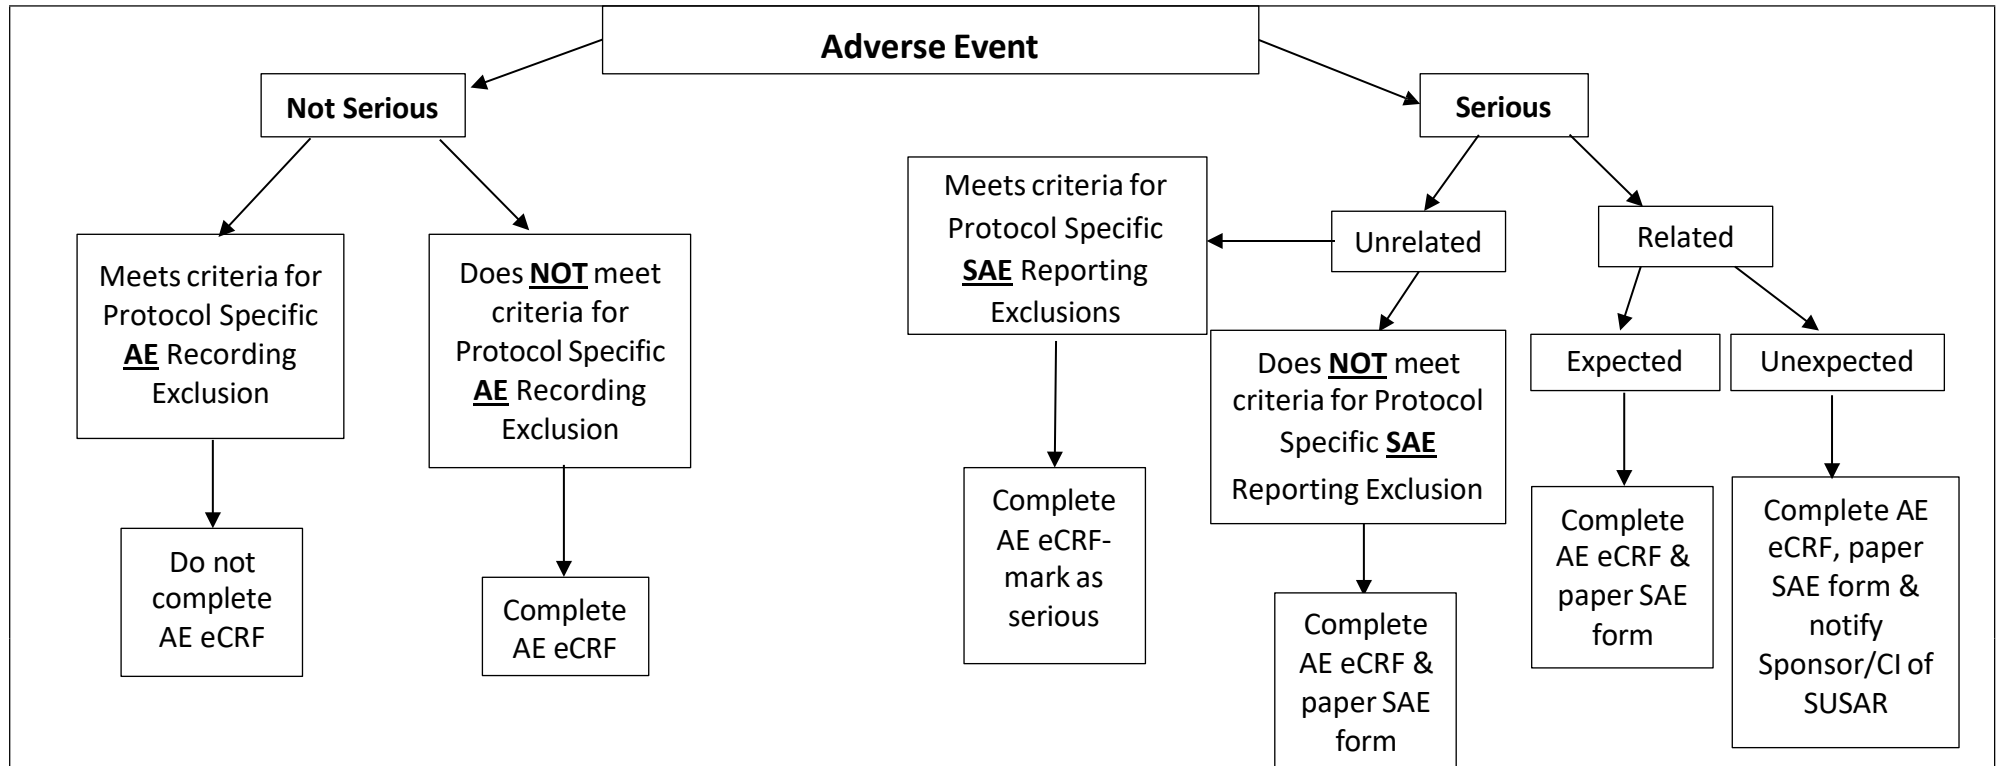 Adverse Event
Not Serious
Serious
Meets criteria for
Protocol Specific
AE Recording
Exclusion
Does NOT meet
criteria for
Protocol Specific
AE Recording
Exclusion
Meets criteria for
Protocol Specific
SAE Reporting
Exclusions
Unrelated
Related
Does NOT meet
criteria for Protocol
Specific SAE
Reporting Exclusion
Expected
Unexpected
Do not
complete
AE eCRF
Complete
AE eCRF
Complete
AE eCRF-
mark as
serious
Complete
AE eCRF &
paper SAE
form
Complete
AE eCRF &
paper SAE
form
Complete AE
eCRF, paper
SAE form &
notify
Sponsor/CI of
SUSAR